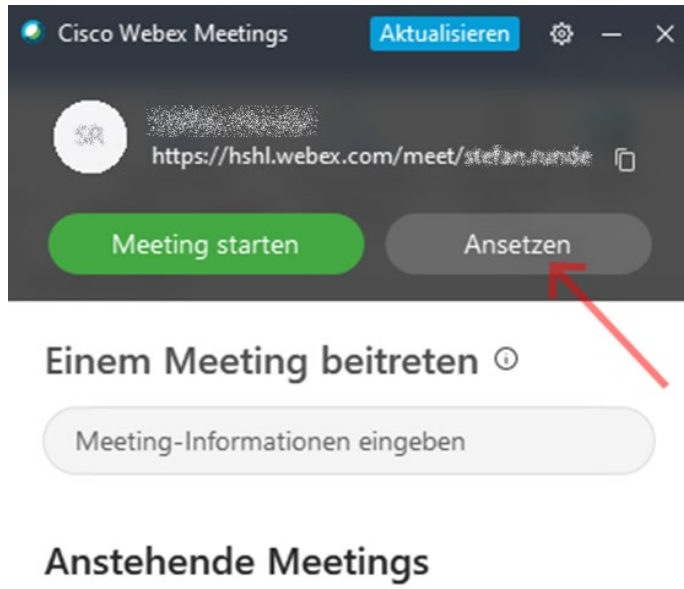 Cisco Webex Meetings Aktualisieren
SR
https://hshl.webex.com/meet/
Meeting starten Ansetzen
Einem Meeting beitreten
Meeting-Informationen eingeben
Anstehende Meetings